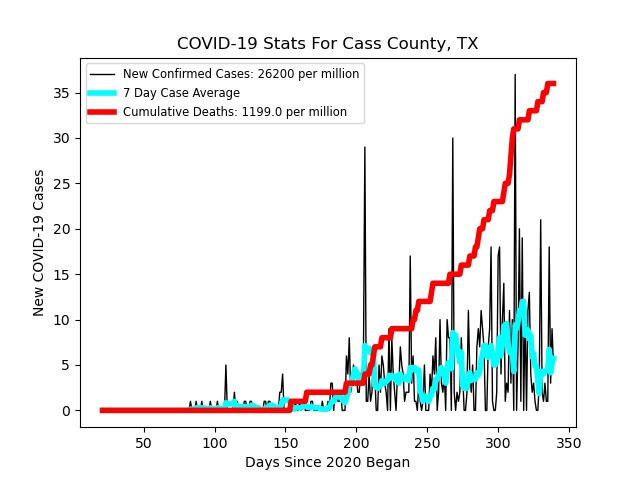 COVID-19 Stats For Cass County, TX
New Confirmed Cases: 26200 per million
7 Day Case Average
Cumulative Deaths: 1199.0 per million
New COVID-19 Cases
35
30
25
20
15
10
5
0
50
100
150
200
250
300
350
Days Since 2020 Began